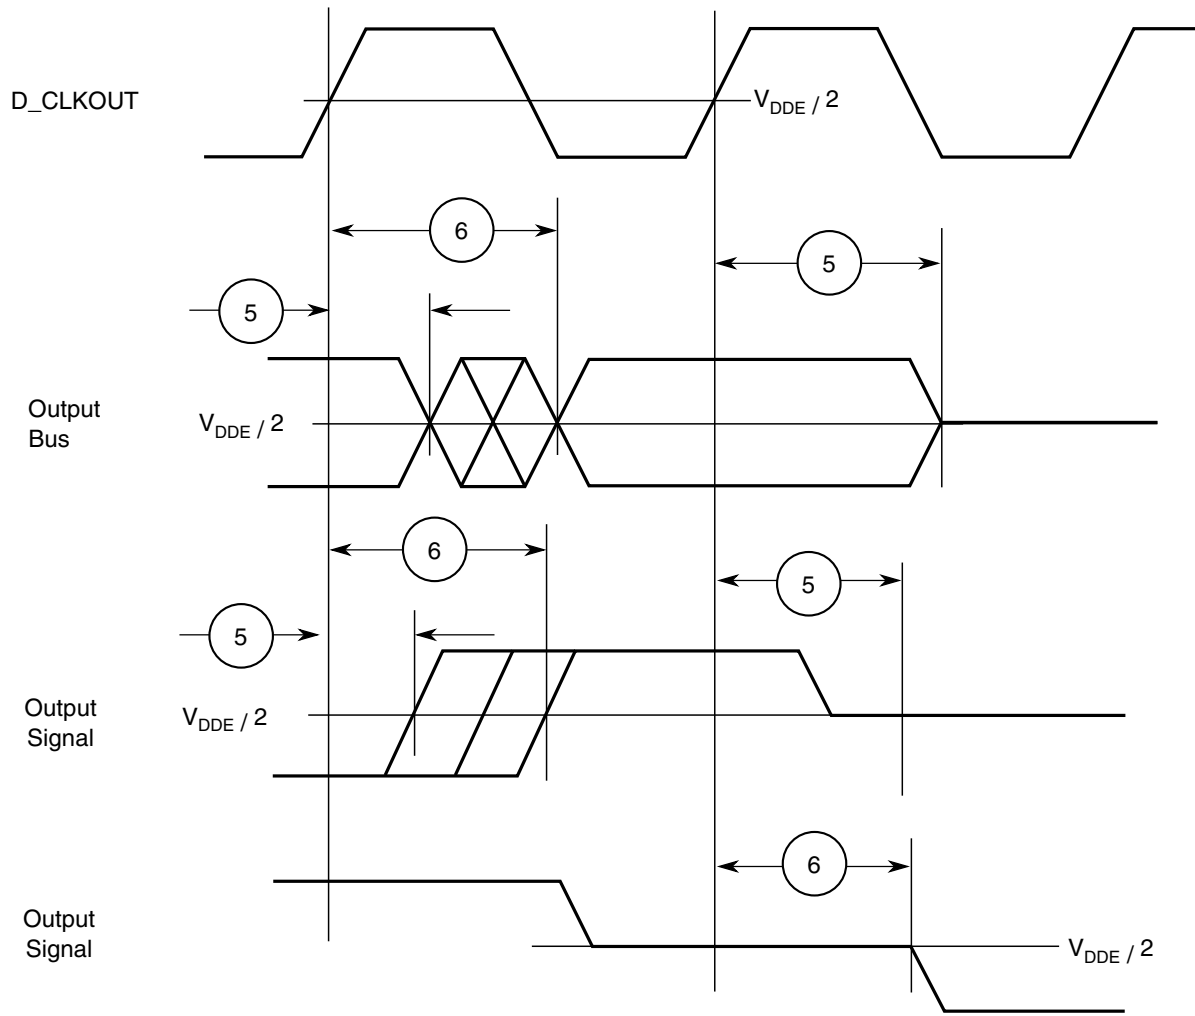 D_CLKOUT
V_DDE / 2
6
5
5
Output
Bus
V_DDE / 2
6
5
5
Output
Signal
V_DDE / 2
6
Output
Signal
V_DDE / 2